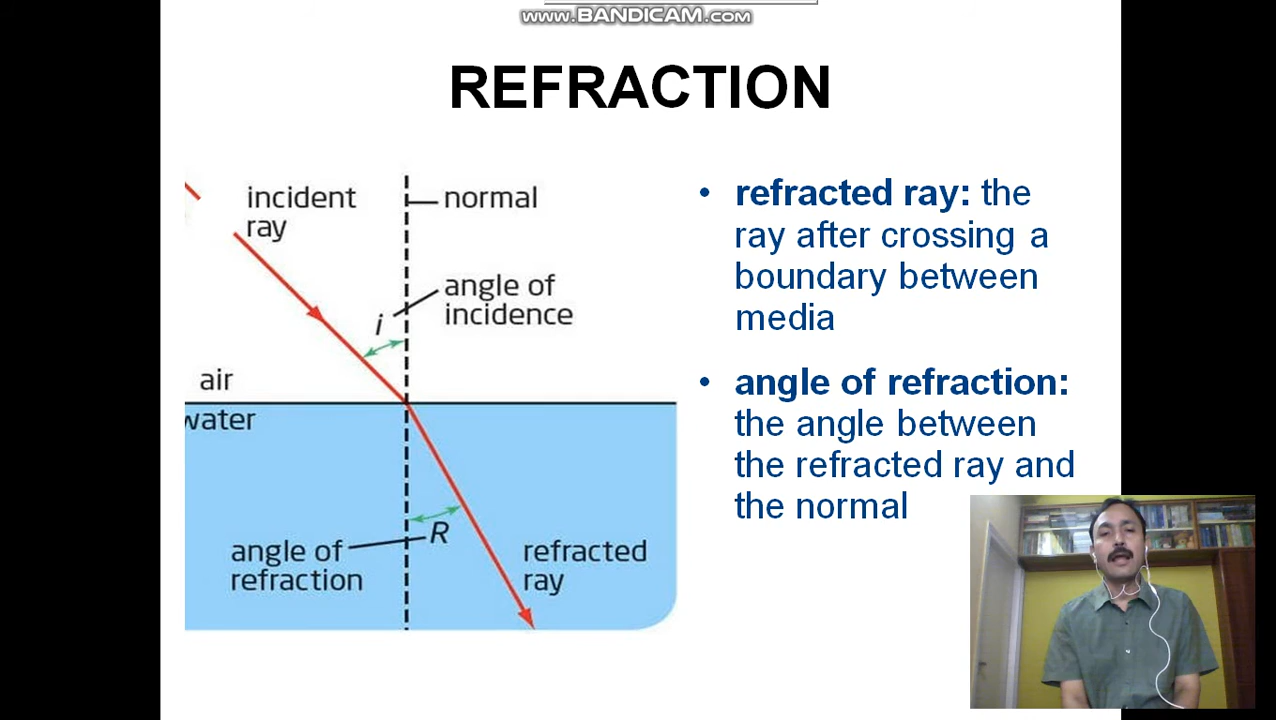 www.BANDICAM.com
REFRACTION
incident
ray
normal
angle of
incidence
i
air
water
R
angle of
refraction
refracted
ray
• refracted ray: the
ray after crossing a
boundary between
media
• angle of refraction:
the angle between
the refracted ray and
the normal